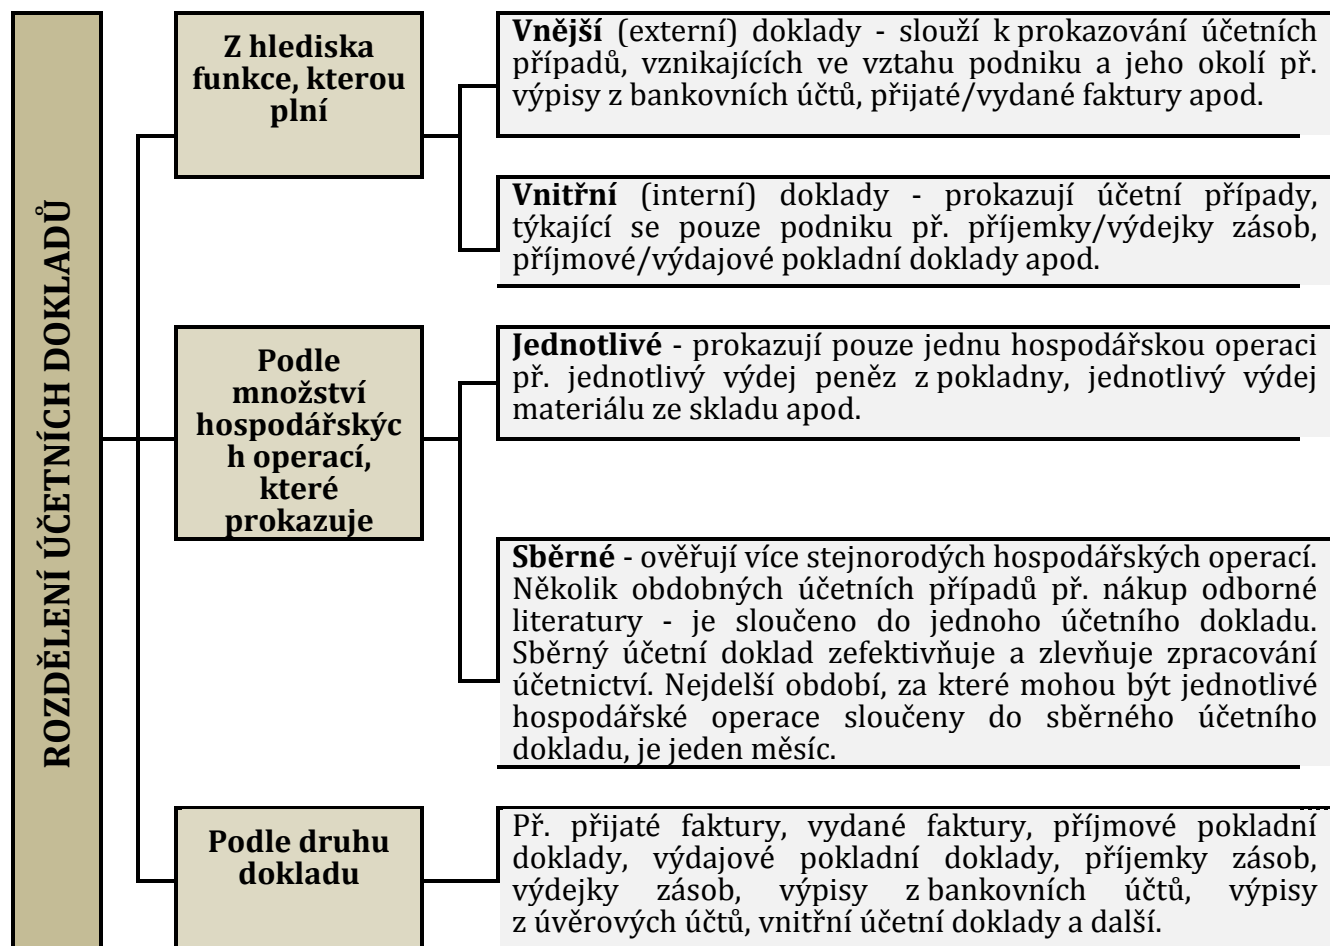 ROZDĚLENÍ ÚČETNÍCH DOKLADŮ
Z hlediska
funkce, kterou
plní
Vnější (externí) doklady - slouží k prokazování účetních
případů, vznikajících ve vztahu podniku a jeho okolí př.
výpisy z bankovních účtů, přijaté/vydané faktury apod.
Vnitřní (interní) doklady - prokazují účetní případy,
týkající se pouze podniku př. příjemky/výdejky zásob,
příjmové/výdajové pokladní doklady apod.
Podle
množství
hospodářskýc
h operací,
které
prokazuje
Jednotlivé - prokazují pouze jednu hospodářskou operaci
př. jednotlivý výdej peněz z pokladny, jednotlivý výdej
materiálu ze skladu apod.
Sběrné - ověřují více stejnorodých hospodářských operací.
Několik obdobných účetních případů př. nákup odborné
literatury - je sloučeno do jednoho účetního dokladu.
Sběrný účetní doklad zefektivňuje a zlevňuje zpracování
účetnictví. Nejdelší období, za které mohou být jednotlivé
hospodářské operace sloučeny do sběrného účetního
dokladu, je jeden měsíc.
Podle druhu
dokladu
Př. přijaté faktury, vydané faktury, příjmové pokladní
doklady, výdajové pokladní doklady, příjemky zásob,
výdejky zásob, výpisy z bankovních účtů, výpisy
z úvěrových účtů, vnitřní účetní doklady a další.